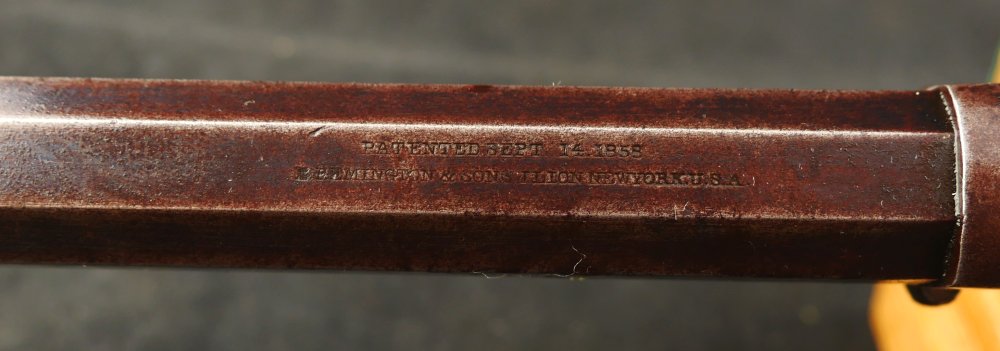 PATENTED SEPT 14.1858
E REMINGTON & SONS ILION NEW YORK U.S.A.